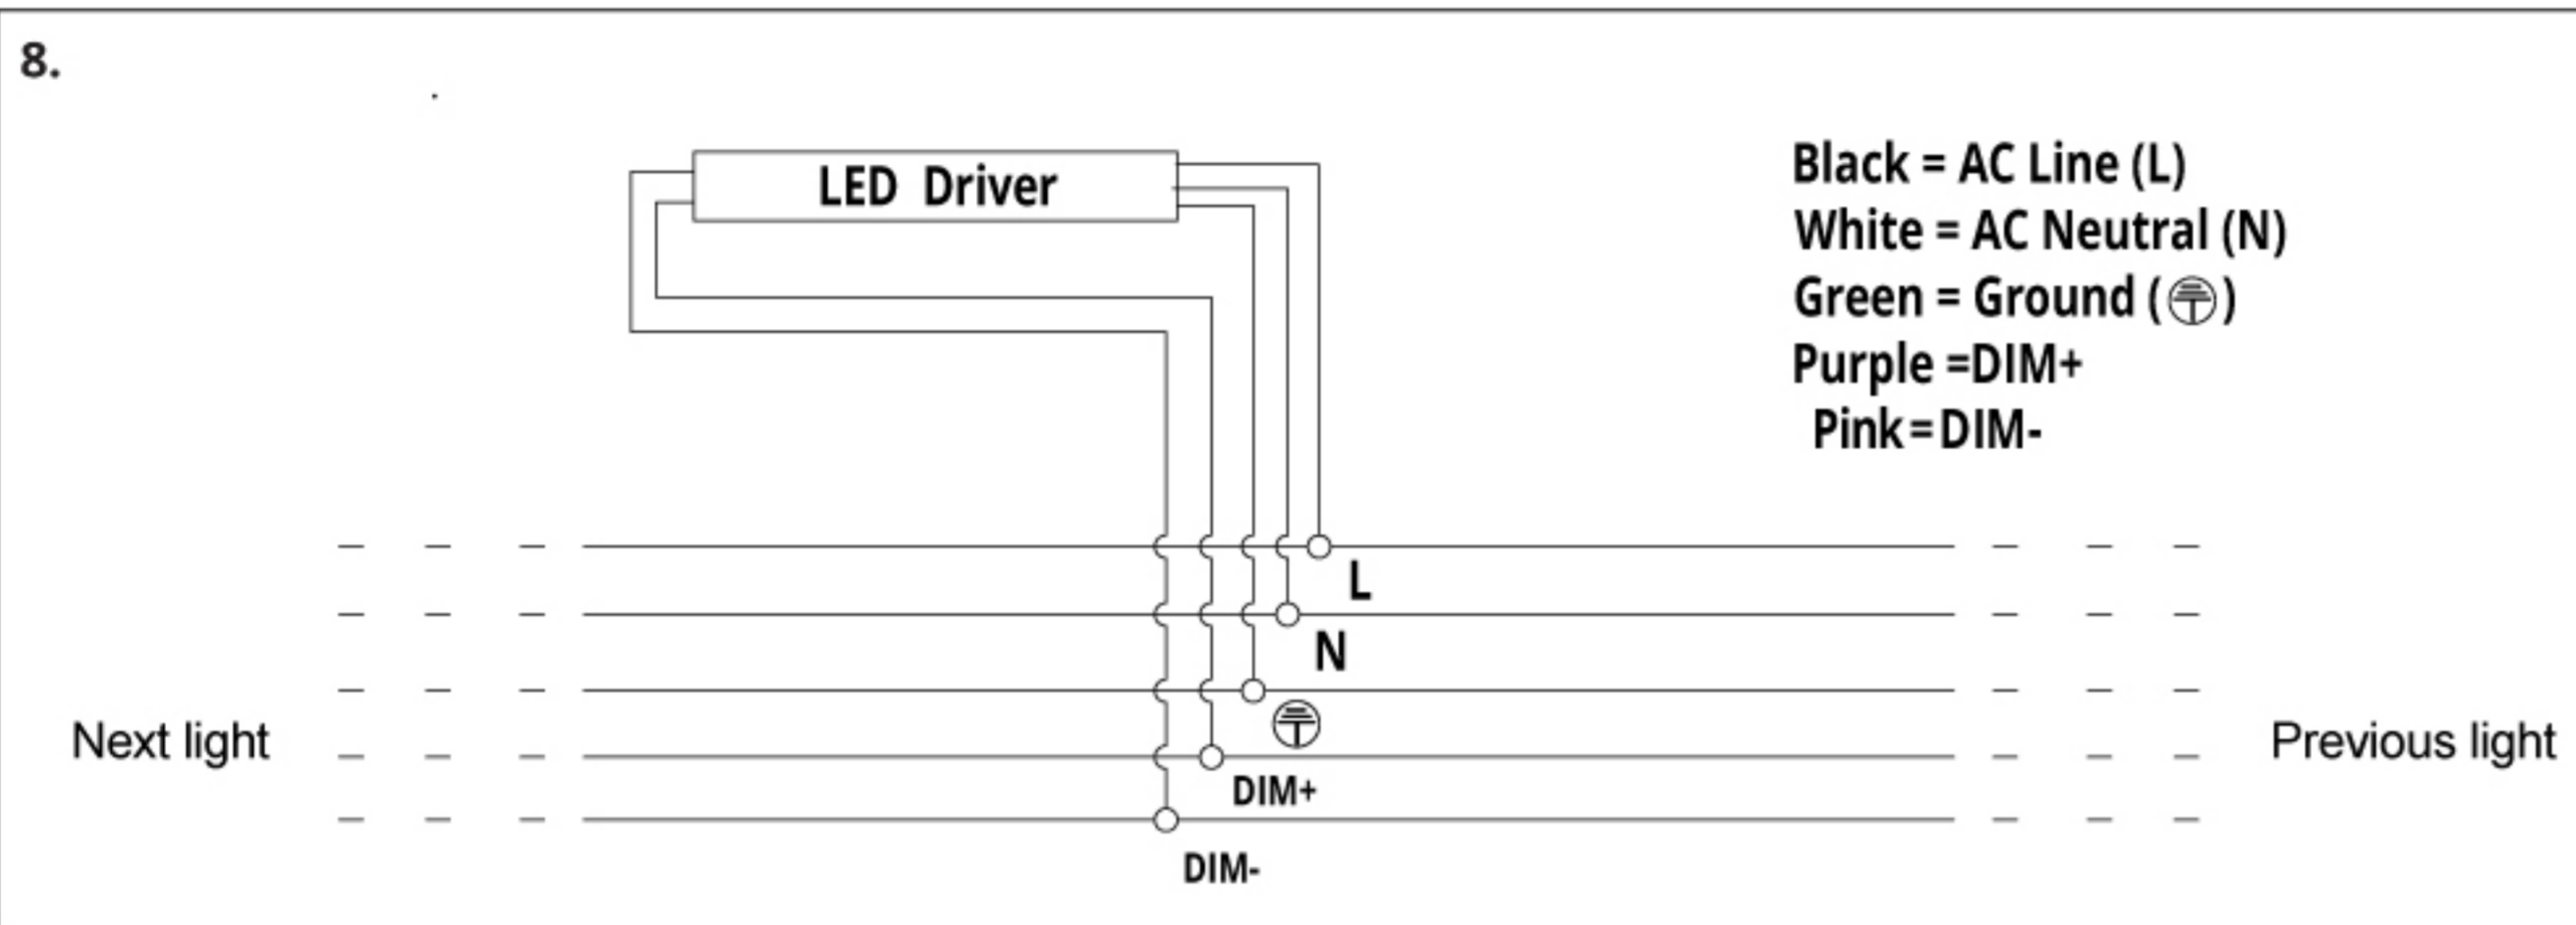 8.
LED Driver
Black = AC Line (L)
White = AC Neutral (N)
Green = Ground (⏚)
Purple =DIM+
Pink=DIM-
L
N
Next light
Previous light
DIM+
DIM-